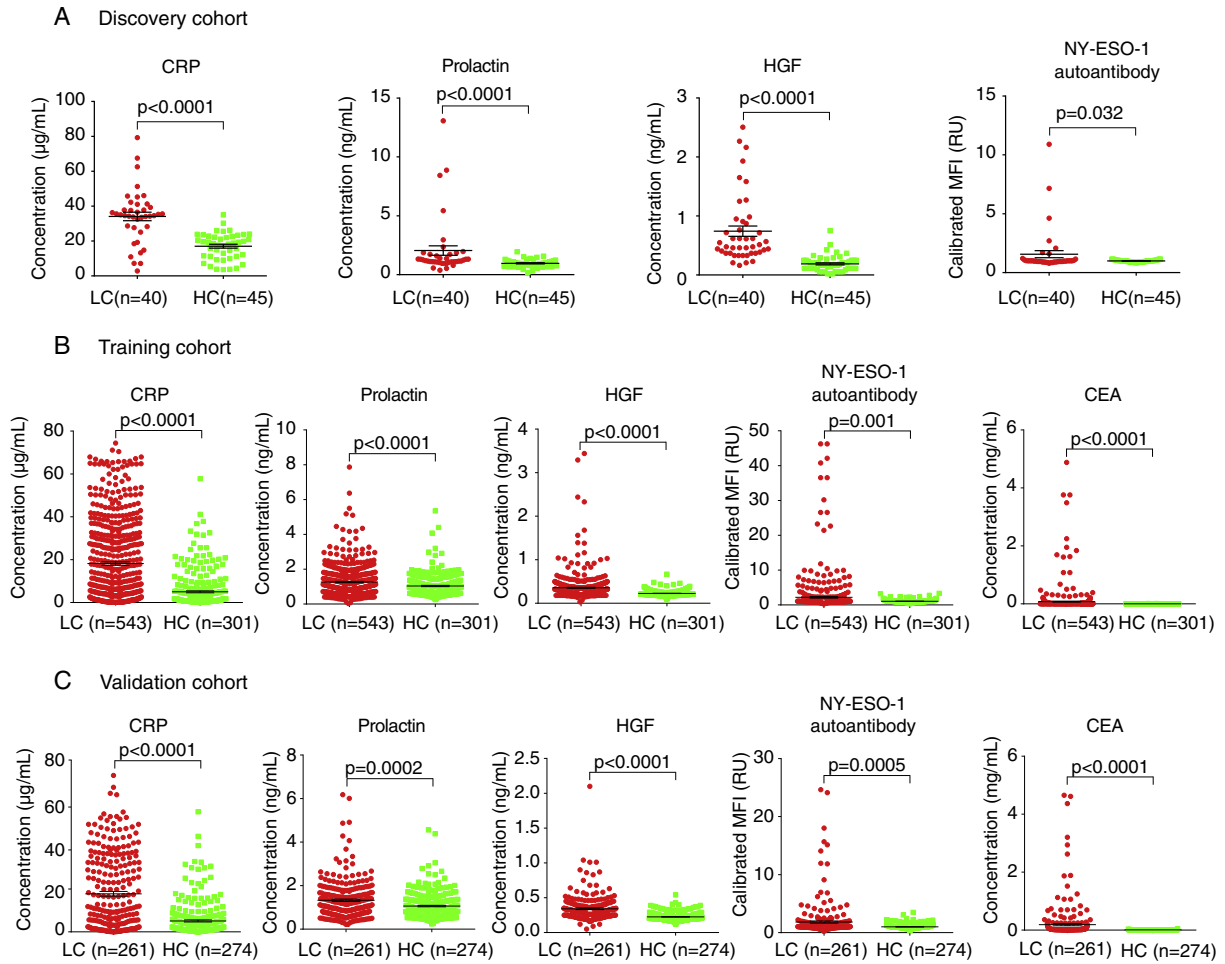 A Discovery cohort
CRP
Concentration (µg/mL)
100
80
60
40
20
0
p<0.0001
LC(n=40) HC(n=45)
Prolactin
Concentration (ng/mL)
15
10
5
0
p<0.0001
LC(n=40) HC(n=45)
HGF
Concentration (ng/mL)
3
2
1
0
p<0.0001
LC(n=40) HC(n=45)
NY-ESO-1
autoantibody
Calibrated MFI (RU)
15
10
5
0
p=0.032
LC(n=40) HC(n=45)
B Training cohort
CRP
Concentration (µg/mL)
80
60
40
20
0
p<0.0001
LC (n=543) HC (n=301)
Prolactin
Concentration (ng/mL)
10
8
6
4
2
0
p<0.0001
LC (n=543) HC (n=301)
HGF
Concentration (ng/mL)
4
3
2
1
0
p<0.0001
LC (n=543) HC (n=301)
NY-ESO-1
autoantibody
Calibrated MFI (RU)
50
40
30
20
10
0
p=0.001
LC (n=543) HC (n=301)
CEA
Concentration (mg/mL)
6
4
2
0
p<0.0001
LC (n=543) HC (n=301)
C Validation cohort
CRP
Concentration (µg/mL)
80
60
40
20
0
p<0.0001
LC (n=261) HC (n=274)
Prolactin
Concentration (ng/mL)
8
6
4
2
0
p=0.0002
LC (n=261) HC (n=274)
HGF
Concentration (ng/mL)
2.5
2.0
1.5
1.0
0.5
0.0
p<0.0001
LC (n=261) HC (n=274)
NY-ESO-1
autoantibody
Calibrated MFI (RU)
30
20
10
0
p=0.0005
LC (n=261) HC (n=274)
CEA
Concentration (mg/mL)
6
4
2
0
p<0.0001
LC (n=261) HC (n=274)